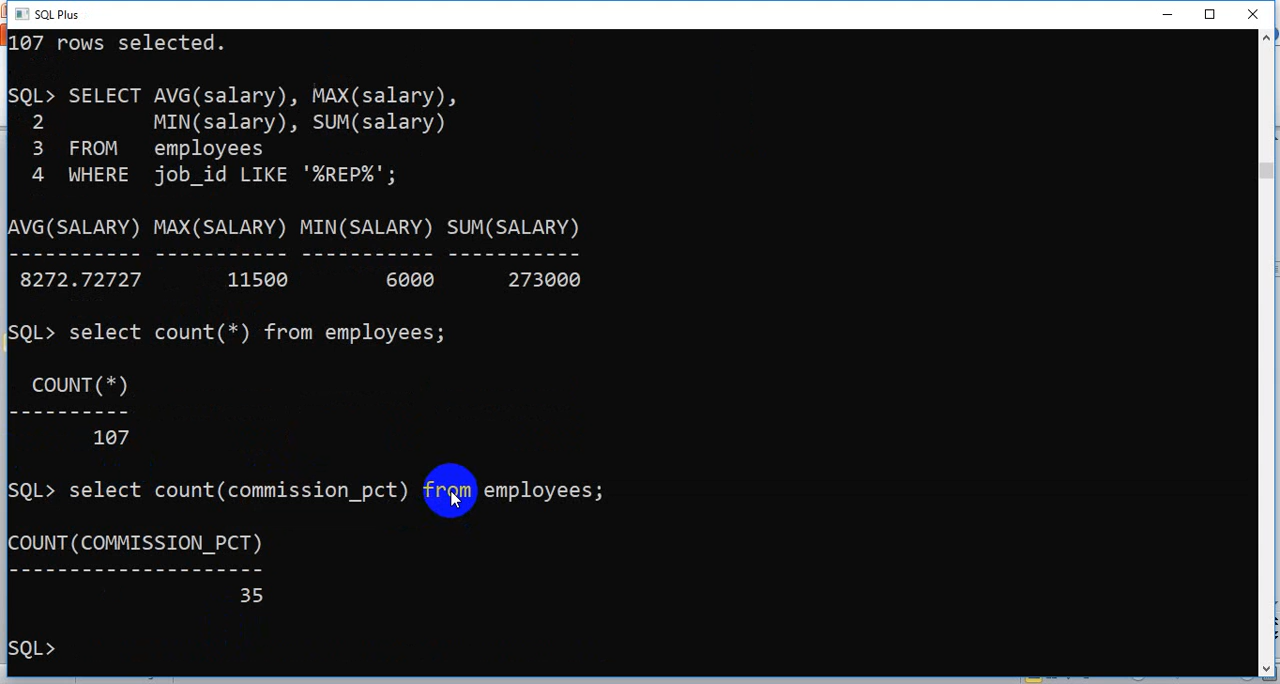 SQL Plus
107 rows selected.
SQL> SELECT AVG(salary), MAX(salary),
2 MIN(salary), SUM(salary)
3 FROM employees
4 WHERE job_id LIKE '%REP%';
AVG(SALARY) MAX(SALARY) MIN(SALARY) SUM(SALARY)
----------- ----------- ----------- -----------
8272.72727 11500 6000 273000
SQL> select count(*) from employees;
COUNT(*)
----------
107
SQL> select count(commission_pct) from employees;
COUNT(COMMISSION_PCT)
---------------------
35
SQL>